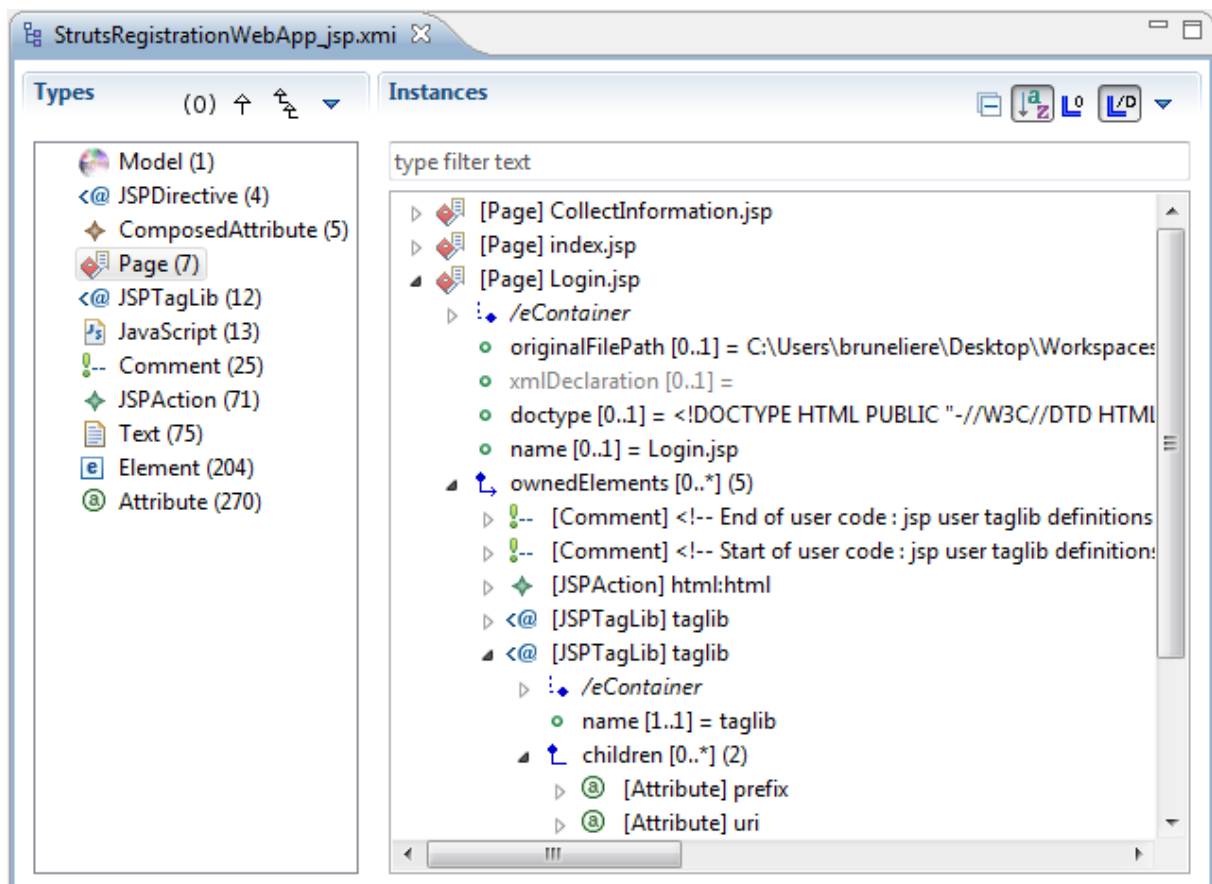 StrutsRegistrationWebApp_jsp.xmi
Types
(0)
Instances
Model (1)
<@ JSPDirective (4)
ComposedAttribute (5)
Page (7)
<@ JSPTagLib (12)
JavaScript (13)
Comment (25)
JSPAction (71)
Text (75)
Element (204)
Attribute (270)
type filter text
[Page] CollectInformation.jsp
[Page] index.jsp
[Page] Login.jsp
/eContainer
originalFilePath [0..1] = C:\Users\bruneliere\Desktop\Workspaces
xmlDeclaration [0..1] =
doctype [0..1] = <!DOCTYPE HTML PUBLIC "-//W3C//DTD HTML
name [0..1] = Login.jsp
ownedElements [0..*] (5)
[Comment] <!-- End of user code : jsp user taglib definitions
[Comment] <!-- Start of user code : jsp user taglib definitions
[JSPAction] html:html
<@ [JSPTagLib] taglib
<@ [JSPTagLib] taglib
/eContainer
name [1..1] = taglib
children [0..*] (2)
[Attribute] prefix
[Attribute] uri